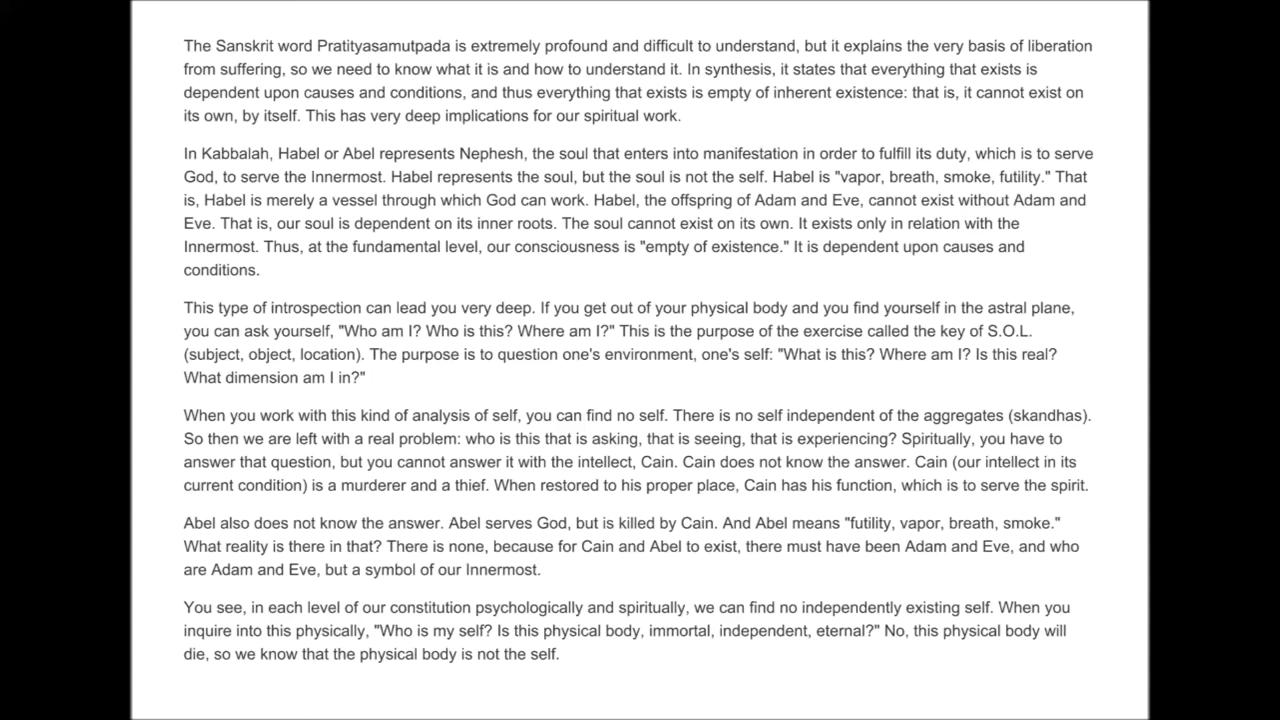 The Sanskrit word Pratityasamutpada is extremely profound and difficult to understand, but it explains the very basis of liberation
from suffering, so we need to know what it is and how to understand it. In synthesis, it states that everything that exists is
dependent upon causes and conditions, and thus everything that exists is empty of inherent existence: that is, it cannot exist on
its own, by itself. This has very deep implications for our spiritual work.
In Kabbalah, Habel or Abel represents Nephesh, the soul that enters into manifestation in order to fulfill its duty, which is to serve
God, to serve the Innermost. Habel represents the soul, but the soul is not the self. Habel is "vapor, breath, smoke, futility." That
is, Habel is merely a vessel through which God can work. Habel, the offspring of Adam and Eve, cannot exist without Adam and
Eve. That is, our soul is dependent on its inner roots. The soul cannot exist on its own. It exists only in relation with the
Innermost. Thus, at the fundamental level, our consciousness is "empty of existence." It is dependent upon causes and
conditions.
This type of introspection can lead you very deep. If you get out of your physical body and you find yourself in the astral plane,
you can ask yourself, "Who am I? Who is this? Where am I?" This is the purpose of the exercise called the key of S.O.L.
(subject, object, location). The purpose is to question one's environment, one's self: "What is this? Where am I? Is this real?
What dimension am I in?"
When you work with this kind of analysis of self, you can find no self. There is no self independent of the aggregates (skandhas).
So then we are left with a real problem: who is this that is asking, that is seeing, that is experiencing? Spiritually, you have to
answer that question, but you cannot answer it with the intellect, Cain. Cain does not know the answer. Cain (our intellect in its
current condition) is a murderer and a thief. When restored to his proper place, Cain has his function, which is to serve the spirit.
Abel also does not know the answer. Abel serves God, but is killed by Cain. And Abel means "futility, vapor, breath, smoke."
What reality is there in that? There is none, because for Cain and Abel to exist, there must have been Adam and Eve, and who
are Adam and Eve, but a symbol of our Innermost.
You see, in each level of our constitution psychologically and spiritually, we can find no independently existing self. When you
inquire into this physically, "Who is my self? Is this physical body, immortal, independent, eternal?" No, this physical body will
die, so we know that the physical body is not the self.